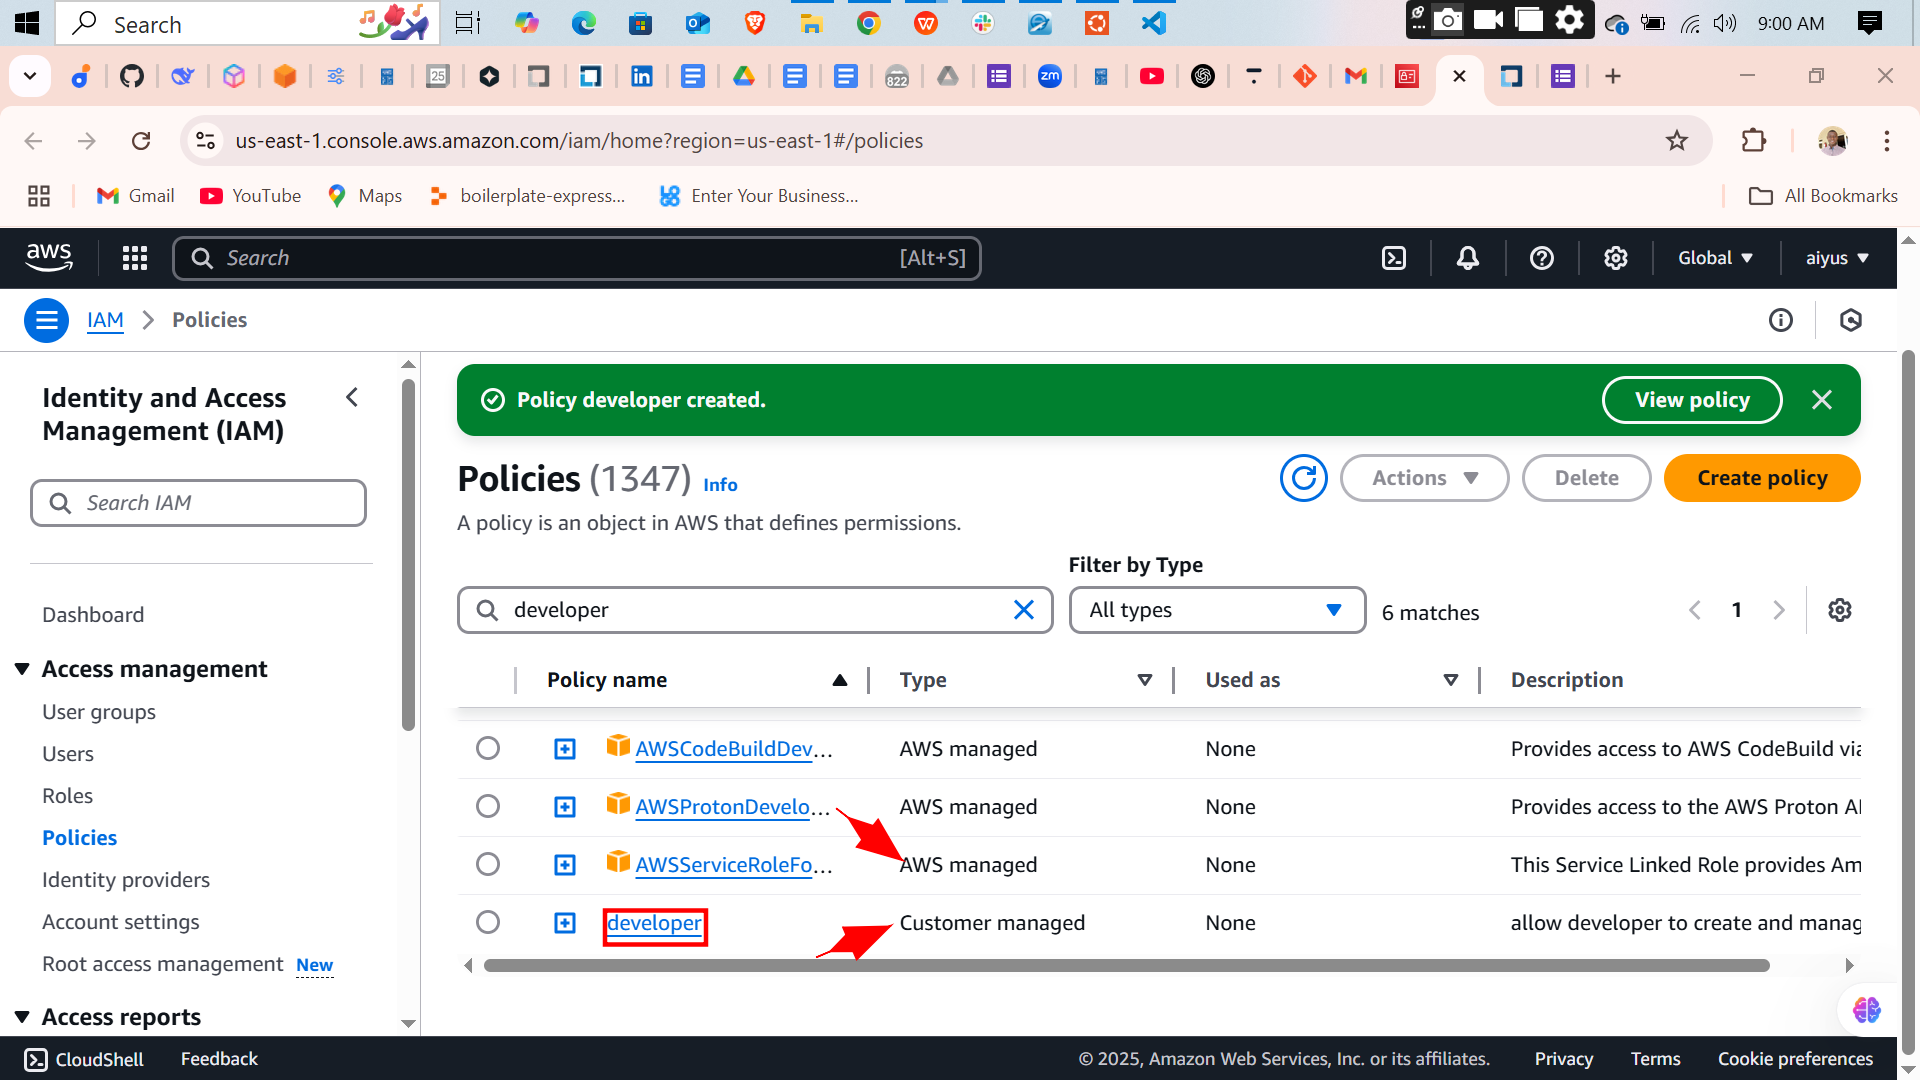 Search
9:00 AM
25
822
zm
us-east-1.console.aws.amazon.com/iam/home?region=us-east-1#/policies
Gmail
YouTube
Maps
boilerplate-express...
Enter Your Business...
All Bookmarks
aws
Search
[Alt+S]
Global
aiyus
IAM
Policies
Identity and Access
Management (IAM)
Search IAM
Dashboard
Access management
User groups
Users
Roles
Policies
Identity providers
Account settings
Root access management New
Access reports
Policy developer created.
View policy
Policies (1347) Info
Actions
Delete
Create policy
A policy is an object in AWS that defines permissions.
Filter by Type
developer
All types
6 matches
1
Policy name Type Used as Description
AWSCodeBuildDev... AWS managed None Provides access to AWS CodeBuild via
AWSProtonDevelo... AWS managed None Provides access to the AWS Proton AI
AWSServiceRoleFo... AWS managed None This Service Linked Role provides Am
developer Customer managed None allow developer to create and manag
CloudShell Feedback © 2025, Amazon Web Services, Inc. or its affiliates. Privacy Terms Cookie preferences